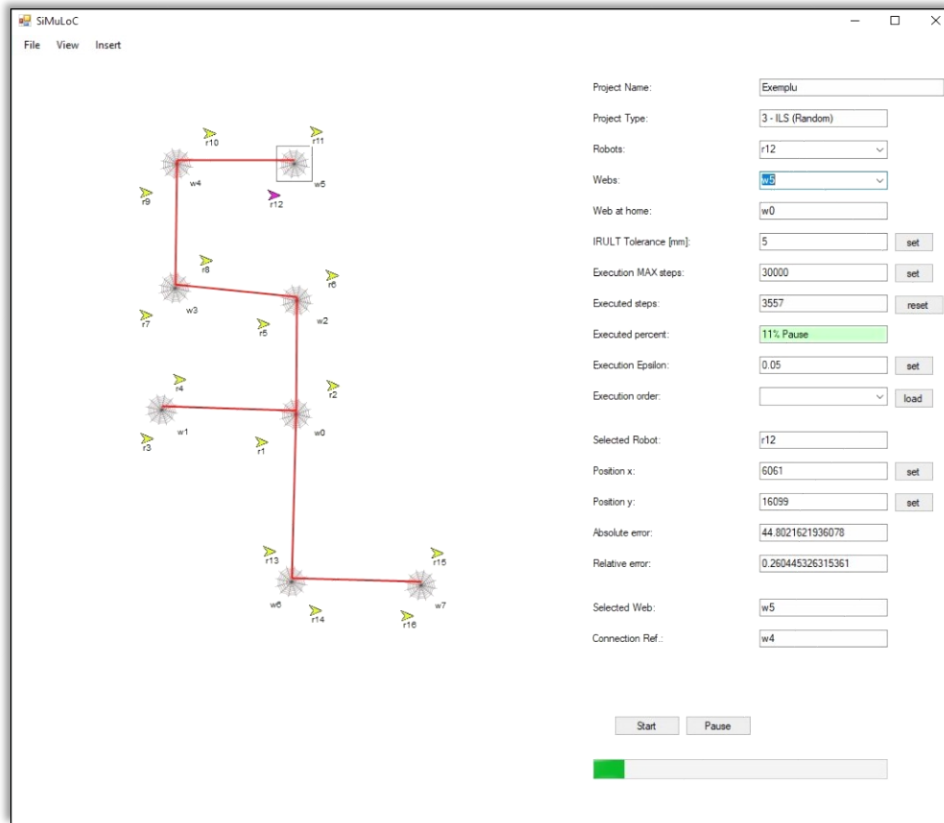 SiMuLoC
File View Insert
r10
r11
w4
w5
r9
r12
r8
r6
w3
r7
w2
r5
r4
r2
w1
w0
r3
r1
r13
r15
w6
w7
r14
r16
Project Name: Exemplu
Project Type: 3 - ILS (Random)
Robots: r12
Webs: w5
Web at home: w0
IRULT Tolerance [mm]: 5 set
Execution MAX steps: 30000 set
Executed steps: 3557 reset
Executed percent: 11% Pause
Execution Epsilon: 0.05 set
Execution order: load
Selected Robot: r12
Position x: 6061 set
Position y: 16099 set
Absolute error: 44.8021621936078
Relative error: 0.260445326315361
Selected Web: w5
Connection Ref.: w4
Start Pause